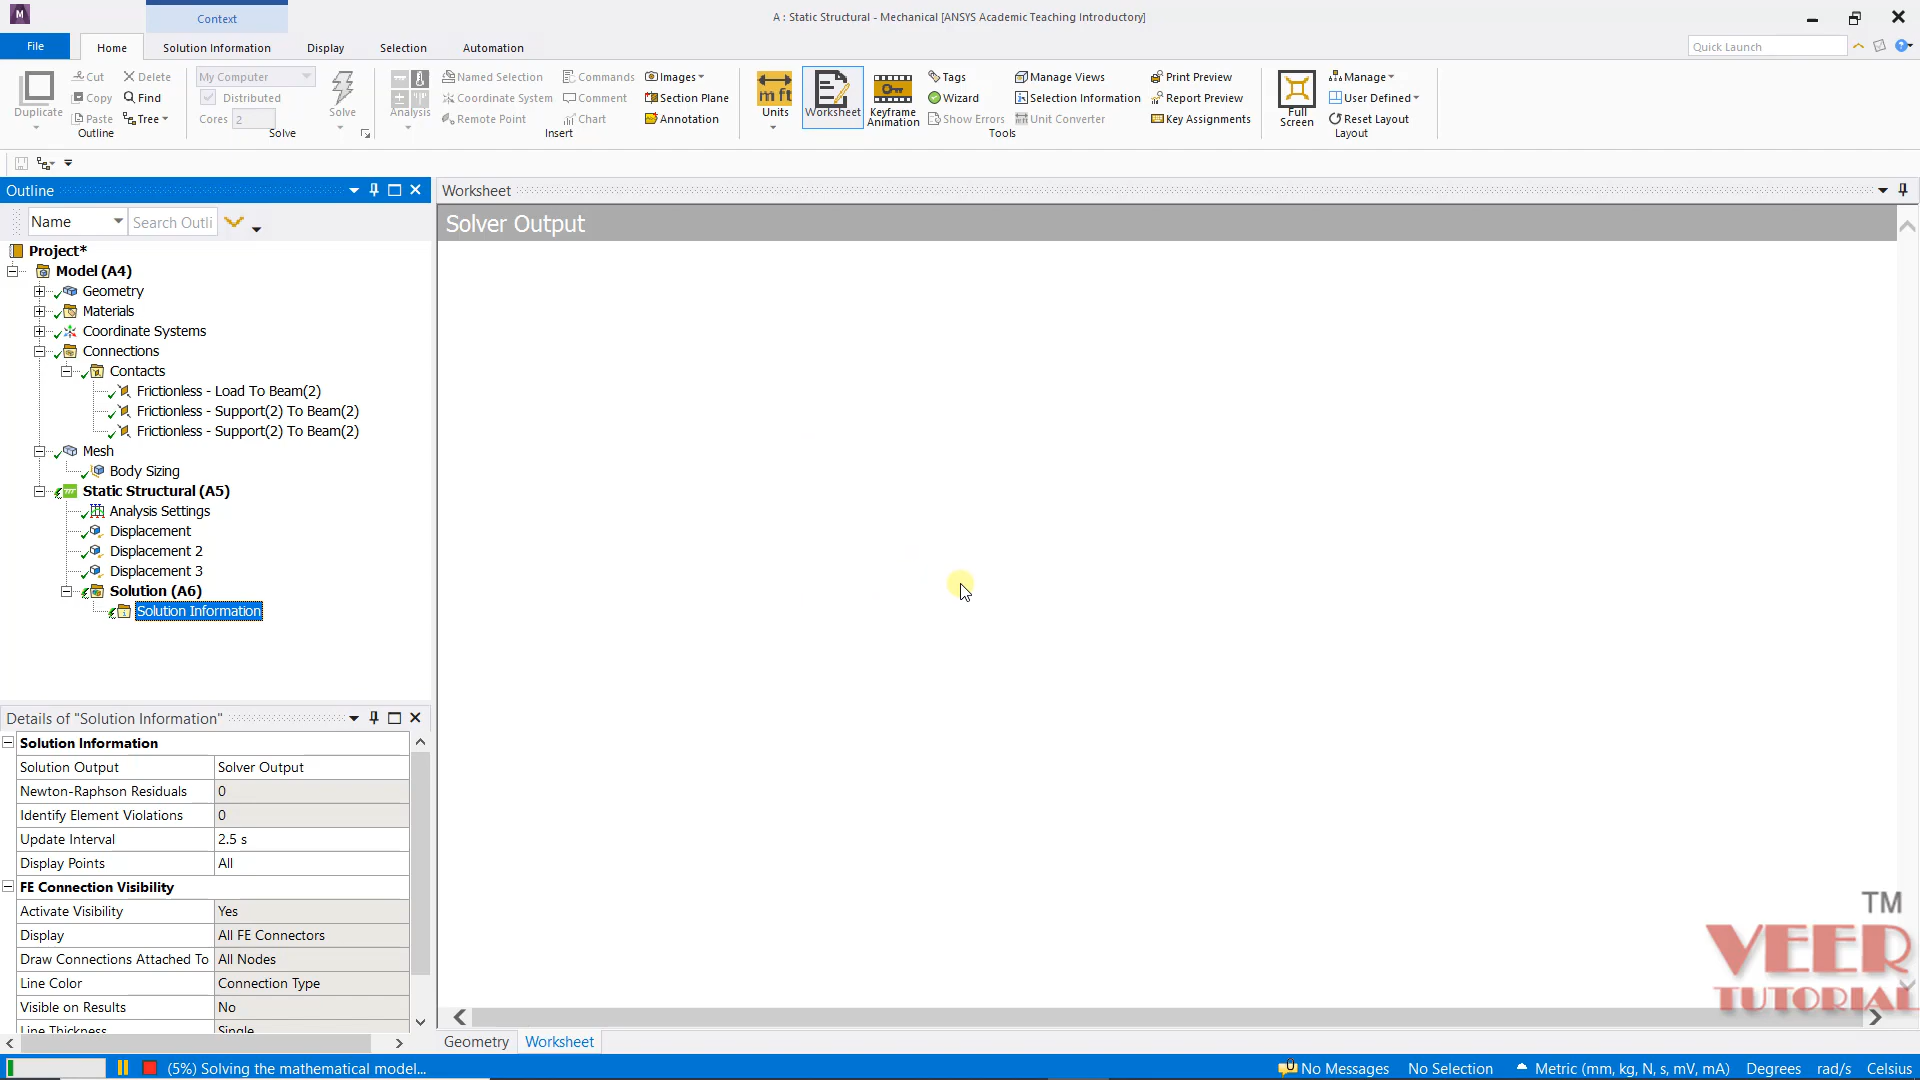 M
Context
A : Static Structural - Mechanical [ANSYS Academic Teaching Introductory]
File
Home
Solution Information
Display
Selection
Automation
Quick Launch
Duplicate
Cut
Copy
Paste
Delete
Find
Tree
Outline
My Computer
Distributed
Cores 2
Solve
Solve
Analysis
Named Selection
Coordinate System
Remote Point
Commands
Comment
Chart
Images
Section Plane
Annotation
Insert
m ft
Units
Worksheet
Keyframe
Animation
Tags
Wizard
Show Errors
Manage Views
Selection Information
Unit Converter
Print Preview
Report Preview
Key Assignments
Tools
Full
Screen
Manage
User Defined
Reset Layout
Layout
Outline
Name
Search Outli
Project*
Model (A4)
Geometry
Materials
Coordinate Systems
Connections
Contacts
Frictionless - Load To Beam(2)
Frictionless - Support(2) To Beam(2)
Frictionless - Support(2) To Beam(2)
Mesh
Body Sizing
Static Structural (A5)
Analysis Settings
Displacement
Displacement 2
Displacement 3
Solution (A6)
Solution Information
Details of "Solution Information"
Solution Information
Solution Output Solver Output
Newton-Raphson Residuals 0
Identify Element Violations 0
Update Interval 2.5 s
Display Points All
FE Connection Visibility
Activate Visibility Yes
Display All FE Connectors
Draw Connections Attached To All Nodes
Line Color Connection Type
Visible on Results No
Line Thickness Single
Worksheet
Solver Output
TM
VEER
TUTORIAL
Geometry
Worksheet
(5%) Solving the mathematical model...
0 No Messages
No Selection
Metric (mm, kg, N, s, mV, mA)
Degrees
rad/s
Celsius